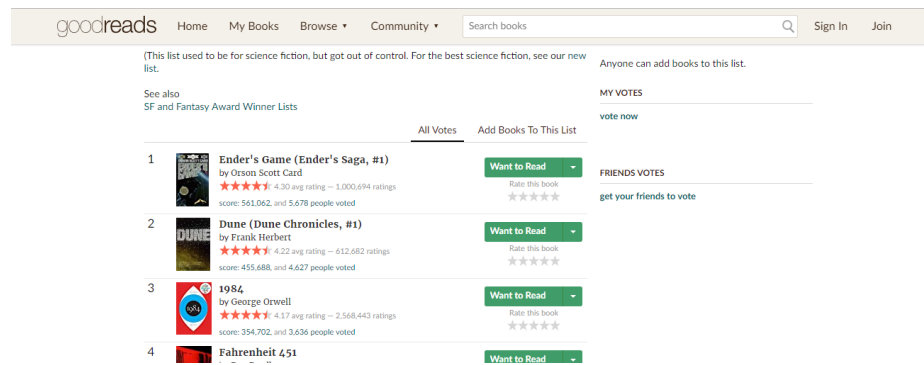 goodreads Home My Books Browse ▾ Community ▾ Search books Sign In Join
(This list used to be for science fiction, but got out of control. For the best science fiction, see our new
list.
See also
SF and Fantasy Award Winner Lists
All Votes Add Books To This List
1
Ender's Game (Ender's Saga, #1)
by Orson Scott Card
4.30 avg rating — 1,000,694 ratings
score: 561,062, and 5,678 people voted
Want to Read
Rate this book
2
DUNE
Dune (Dune Chronicles, #1)
by Frank Herbert
4.22 avg rating — 612,682 ratings
score: 455,688, and 4,627 people voted
Want to Read
Rate this book
3
1984
1984
by George Orwell
4.17 avg rating — 2,568,443 ratings
score: 354,702, and 3,636 people voted
Want to Read
Rate this book
4
Fahrenheit 451
Want to Read
Anyone can add books to this list.
MY VOTES
vote now
FRIENDS VOTES
get your friends to vote